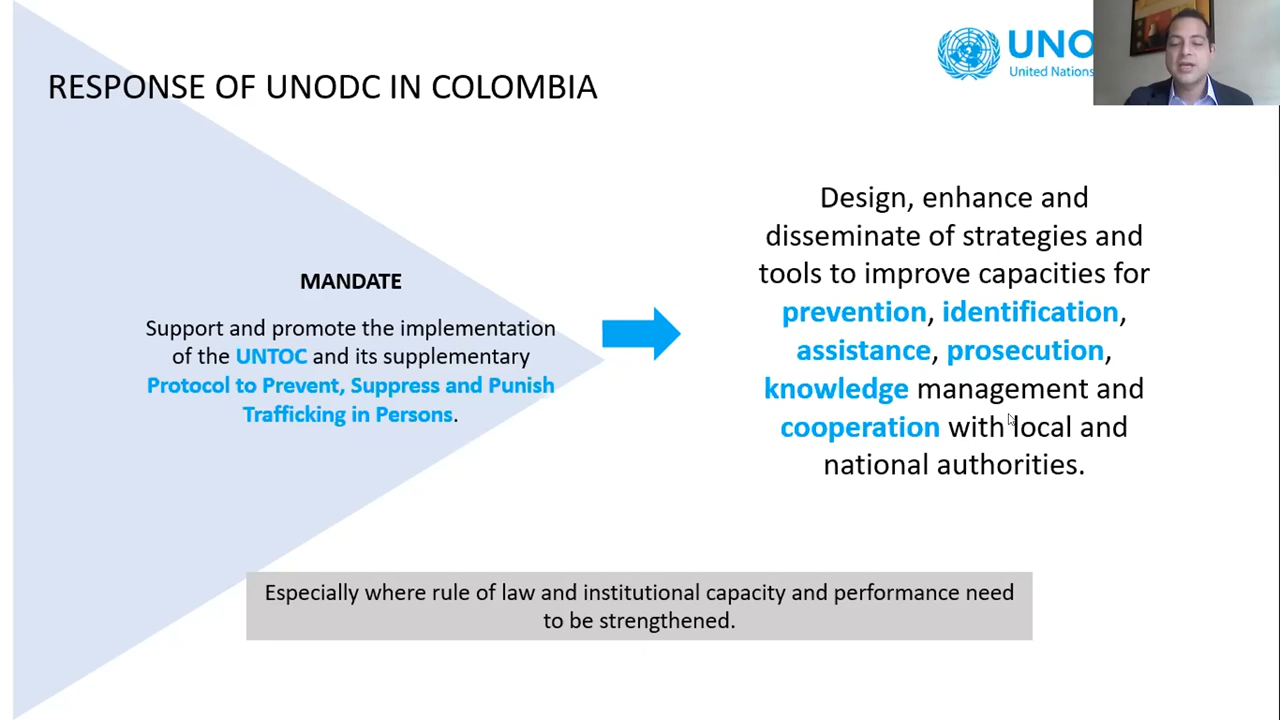 UNO
United Nations
RESPONSE OF UNODC IN COLOMBIA
MANDATE
Support and promote the implementation
of the UNTOC and its supplementary
Protocol to Prevent, Suppress and Punish
Trafficking in Persons.
Design, enhance and
disseminate of strategies and
tools to improve capacities for
prevention, identification,
assistance, prosecution,
knowledge management and
cooperation with local and
national authorities.
Especially where rule of law and institutional capacity and performance need
to be strengthened.